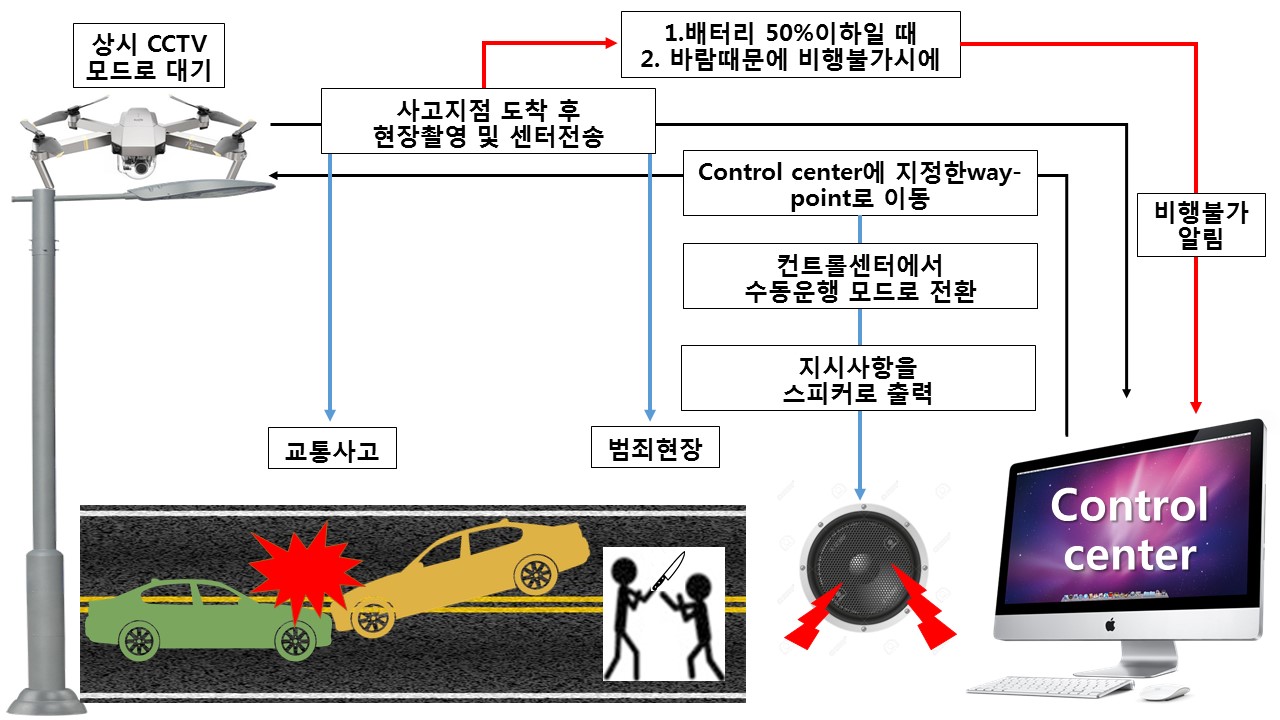 상시 CCTV
모드로 대기
1.배터리 50%이하일 때
2. 바람때문에 비행불가시에
사고지점 도착 후
현장촬영 및 센터전송
Control center에 지정한way-
point로 이동
비행불가
알림
컨트롤센터에서
수동운행 모드로 전환
지시사항을
스피커로 출력
교통사고
범죄현장
Control
center